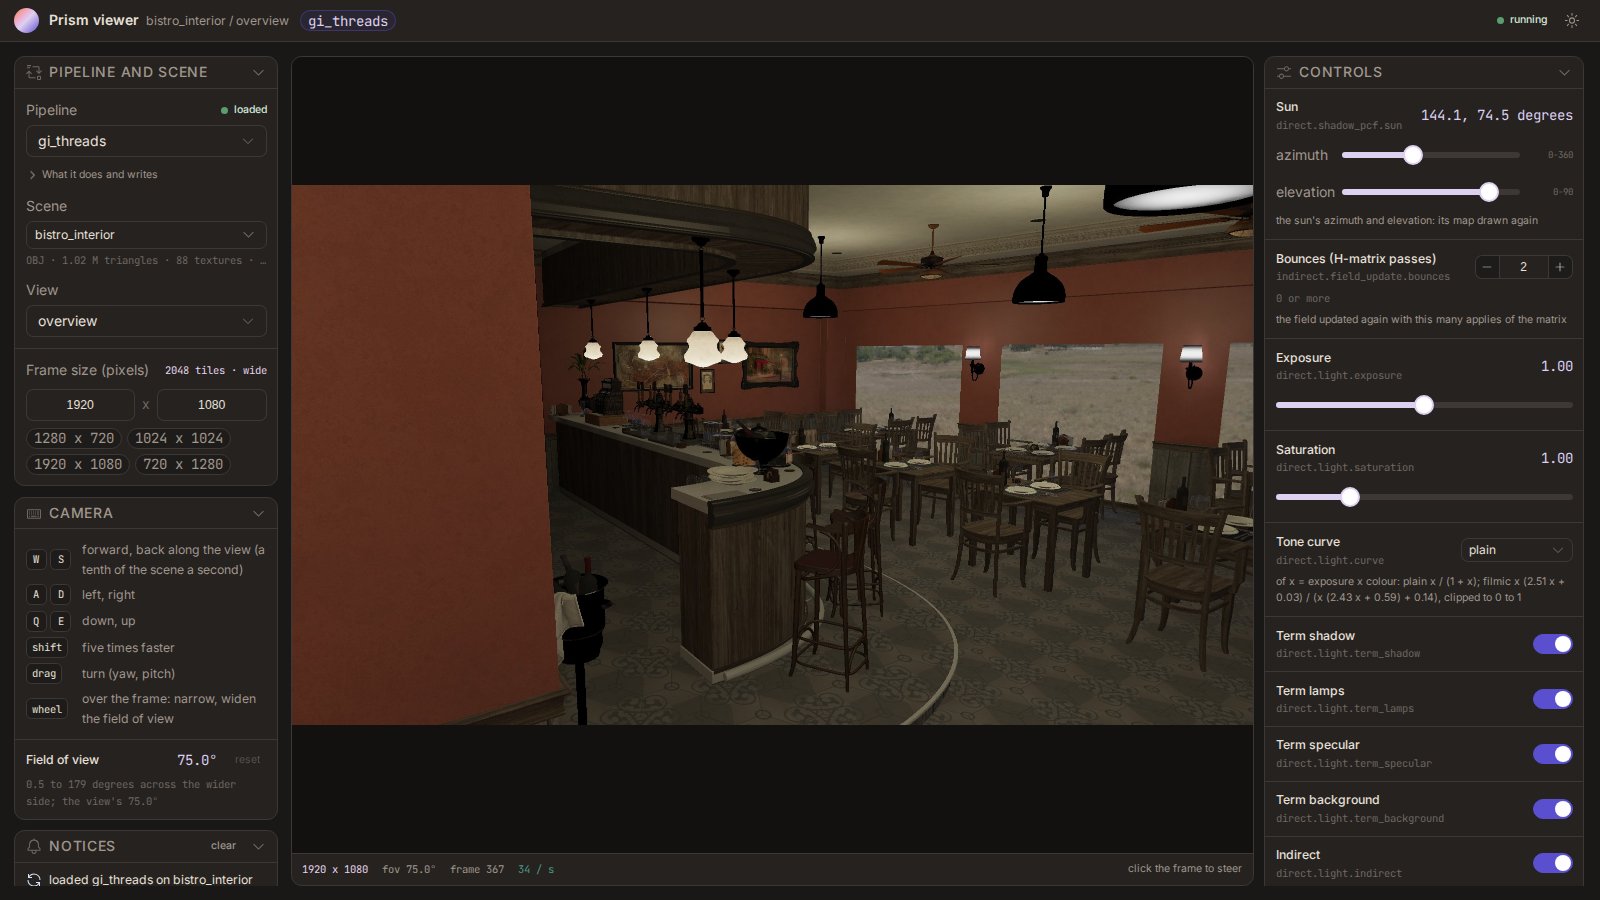 Prism viewer bistro_interior / overview gi_threads
running
PIPELINE AND SCENE
Pipeline loaded
gi_threads
What it does and writes
Scene
bistro_interior
OBJ · 1.02 M triangles · 88 textures · …
View
overview
Frame size (pixels) 2048 tiles · wide
1920 x 1080
1280 x 720 1024 x 1024
1920 x 1080 720 x 1280
CAMERA
W S forward, back along the view (a
tenth of the scene a second)
A D left, right
Q E down, up
shift five times faster
drag turn (yaw, pitch)
wheel over the frame: narrow, widen
the field of view
Field of view 75.0° reset
0.5 to 179 degrees across the wider
side; the view's 75.0°
NOTICES clear
loaded gi_threads on bistro_interior
1920 x 1080 fov 75.0° frame 367 34 / s click the frame to steer
CONTROLS
Sun
direct.shadow_pcf.sun 144.1, 74.5 degrees
azimuth 0-360
elevation 0-90
the sun's azimuth and elevation: its map drawn again
Bounces (H-matrix passes)
indirect.field_update.bounces − 2 +
0 or more
the field updated again with this many applies of the matrix
Exposure
direct.light.exposure 1.00
Saturation
direct.light.saturation 1.00
Tone curve
direct.light.curve plain
of x = exposure x colour: plain x / (1 + x); filmic x (2.51 x +
0.03) / (x (2.43 x + 0.59) + 0.14), clipped to 0 to 1
Term shadow
direct.light.term_shadow
Term lamps
direct.light.term_lamps
Term specular
direct.light.term_specular
Term background
direct.light.term_background
Indirect
direct.light.indirect